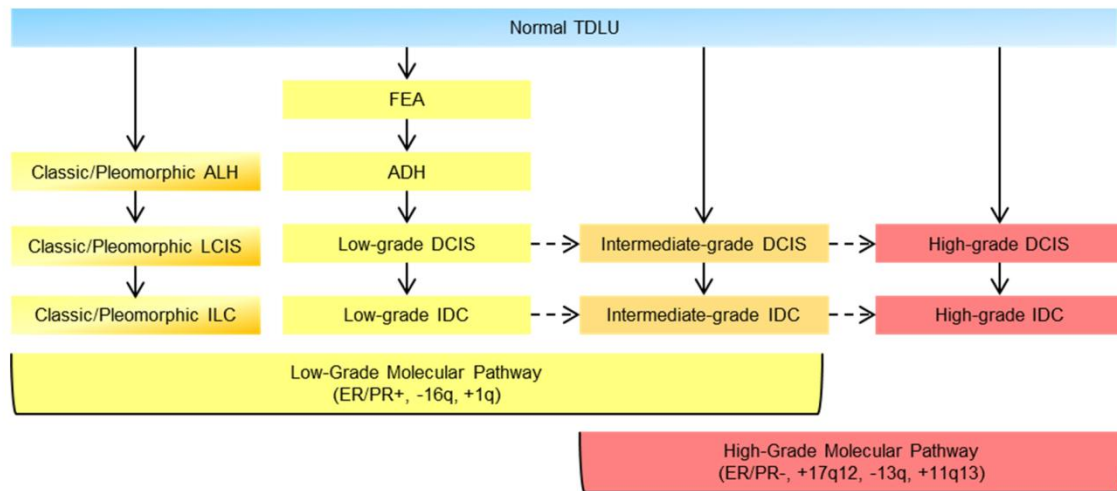 Normal TDLU
FEA
Classic/Pleomorphic ALH
ADH
Classic/Pleomorphic LCIS
Low-grade DCIS
Intermediate-grade DCIS
High-grade DCIS
Classic/Pleomorphic ILC
Low-grade IDC
Intermediate-grade IDC
High-grade IDC
Low-Grade Molecular Pathway
(ER/PR+, -16q, +1q)
High-Grade Molecular Pathway
(ER/PR-, +17q12, -13q, +11q13)